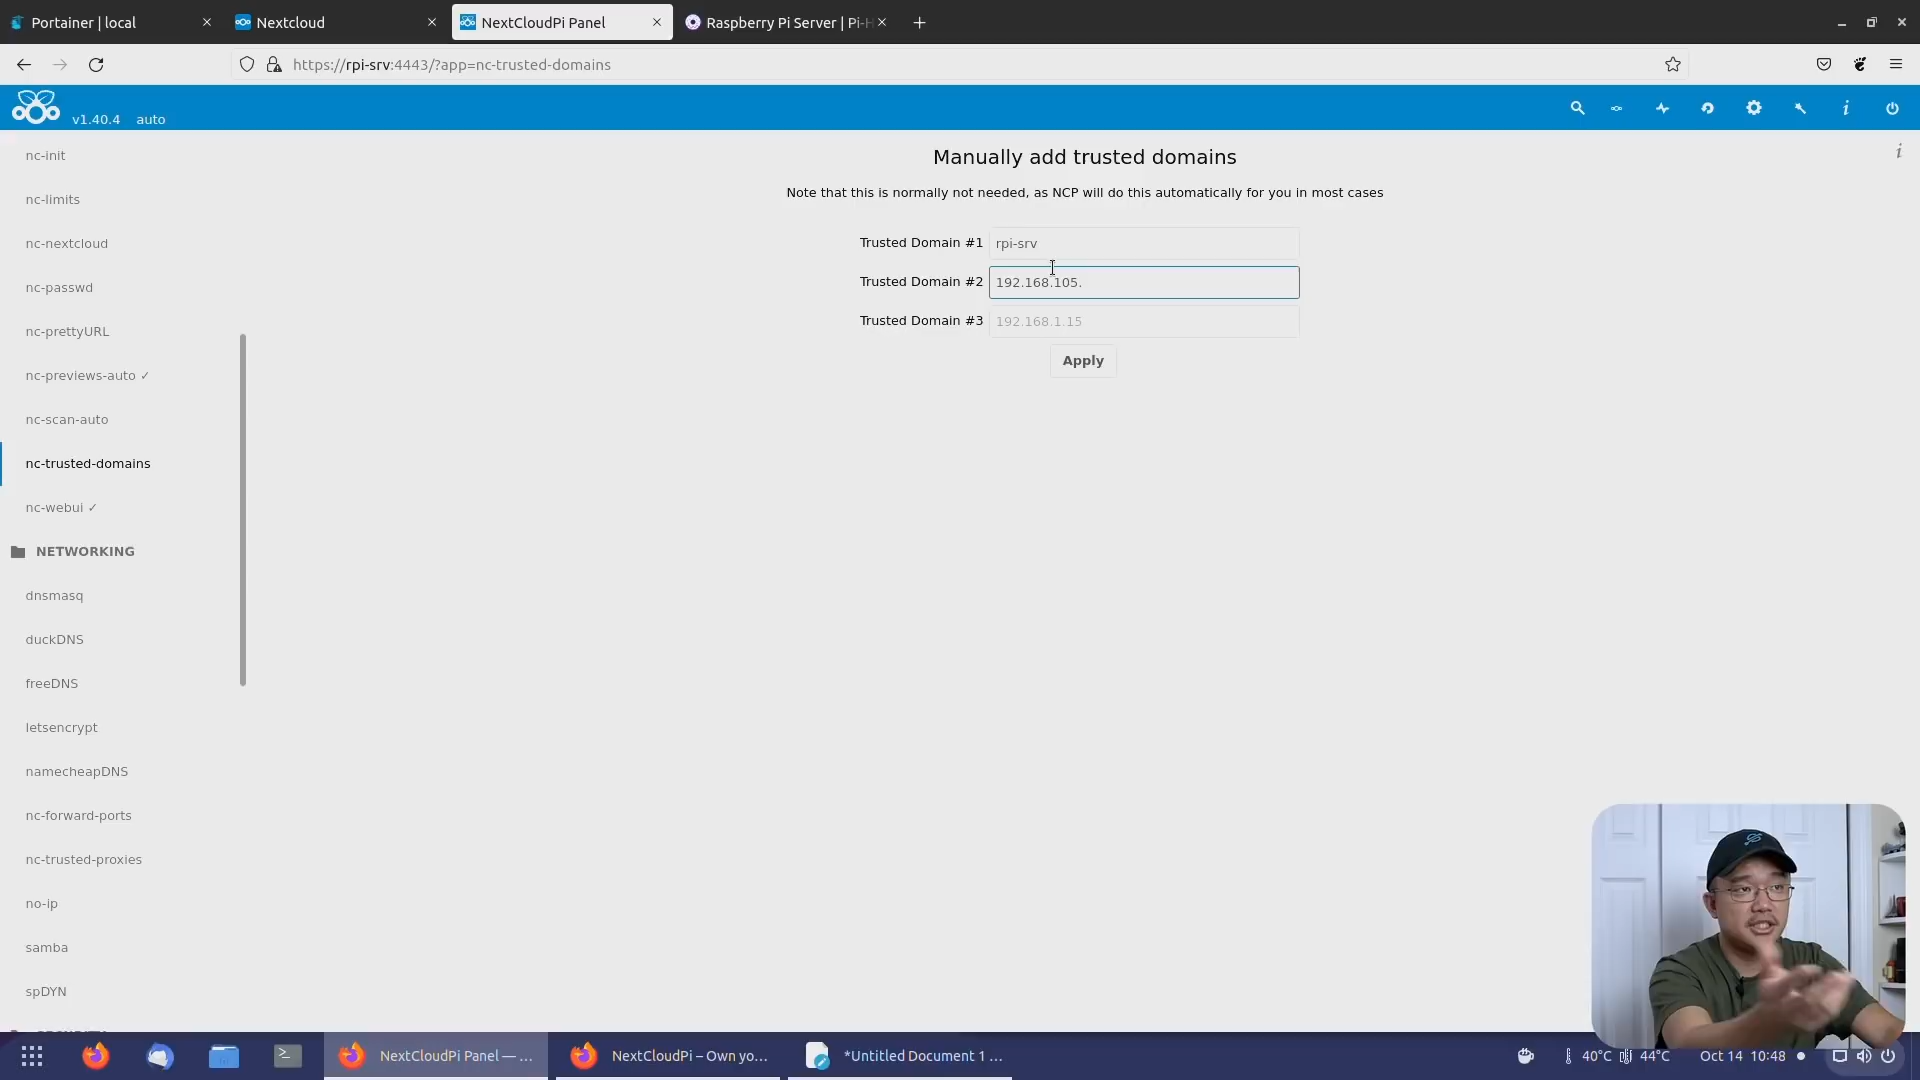 Portainer | local
Nextcloud
NextCloudPi Panel
Raspberry Pi Server | Pi-H
https://rpi-srv:4443/?app=nc-trusted-domains
v1.40.4
auto
nc-init
nc-limits
nc-nextcloud
nc-passwd
nc-prettyURL
nc-previews-auto ✓
nc-scan-auto
nc-trusted-domains
nc-webui ✓
NETWORKING
dnsmasq
duckDNS
freeDNS
letsencrypt
namecheapDNS
nc-forward-ports
nc-trusted-proxies
no-ip
samba
spDYN
Manually add trusted domains
Note that this is normally not needed, as NCP will do this automatically for you in most cases
Trusted Domain #1 rpi-srv
Trusted Domain #2 192.168.105.
Trusted Domain #3 192.168.1.15
Apply
NextCloudPi Panel — ...
NextCloudPi – Own yo...
*Untitled Document 1 ...
40°C
44°C
Oct 14 10:48